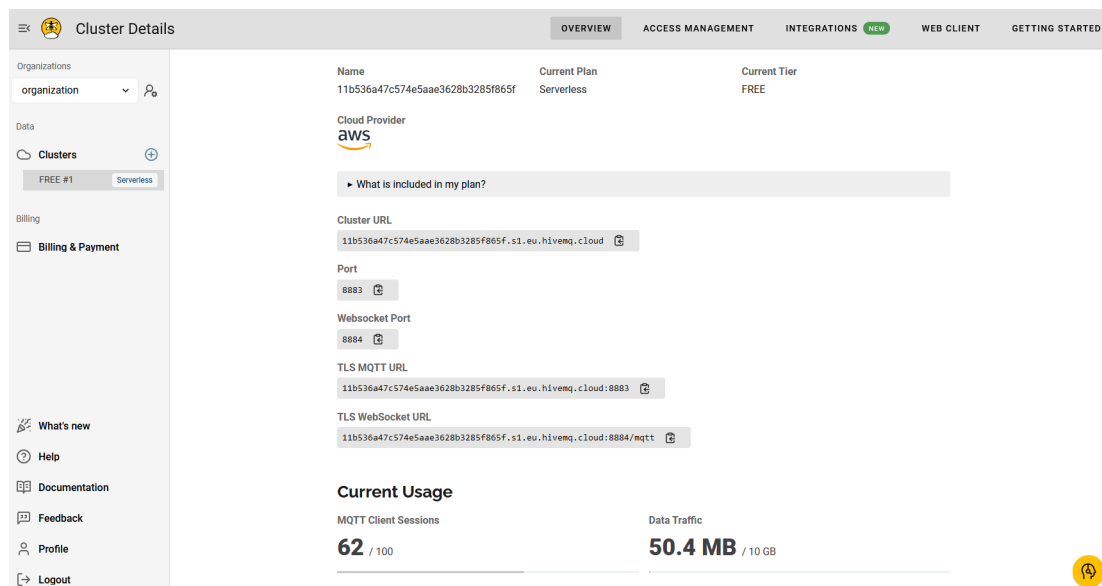 Cluster Details
OVERVIEW ACCESS MANAGEMENT INTEGRATIONS NEW WEB CLIENT GETTING STARTED
Organizations
organization
Data
Clusters
FREE #1 Serverless
Billing
Billing & Payment
What's new
Help
Documentation
Feedback
Profile
Logout
Name Current Plan Current Tier
11b536a47c574e5aae3628b3285f865f Serverless FREE
Cloud Provider
aws
▸ What is included in my plan?
Cluster URL
11b536a47c574e5aae3628b3285f865f.s1.eu.hivemq.cloud
Port
8883
Websocket Port
8884
TLS MQTT URL
11b536a47c574e5aae3628b3285f865f.s1.eu.hivemq.cloud:8883
TLS WebSocket URL
11b536a47c574e5aae3628b3285f865f.s1.eu.hivemq.cloud:8884/mqtt
Current Usage
MQTT Client Sessions Data Traffic
62 / 100 50.4 MB / 10 GB